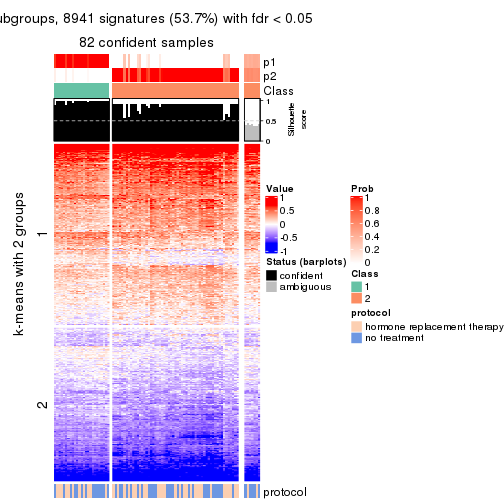 ubgroups, 8941 signatures (53.7%) with fdr < 0.05
82 confident samples
p1
p2
Class
1
0.5
0
Silhouette
score
k-means with 2 groups
1
2
protocol
Value
1
0.5
0
-0.5
-1
Status (barplots)
confident
ambiguous
Prob
1
0.8
0.6
0.4
0.2
0
Class
1
2
protocol
hormone replacement therapy
no treatment